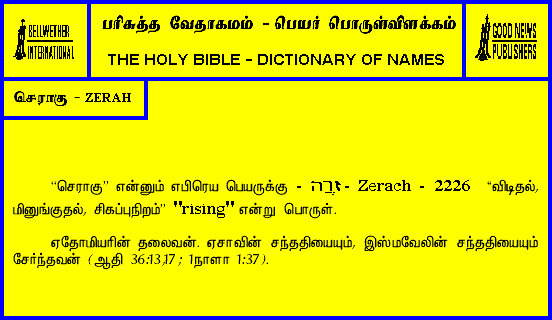 BELLWETHER
INTERNATIONAL
பரிசுத்த வேதாகமம் - பெயர் பொருள்விளக்கம்
THE HOLY BIBLE - DICTIONARY OF NAMES
GOOD NEWS
PUBLISHERS
செராகு - ZERAH
"செராகு" என்னும் எபிரெய பெயருக்கு - זרה - Zerach - 2226 "விடிதல்,
மினுங்குதல், சிகப்புநிறம்" "rising" என்று பொருள்.
ஏதோமியரின் தலைவன். ஏசாவின் சந்ததியையும், இஸ்மவேலின் சந்ததியையும்
சேர்ந்தவன் (ஆதி 36:13,17 ; 1நாளா 1:37).